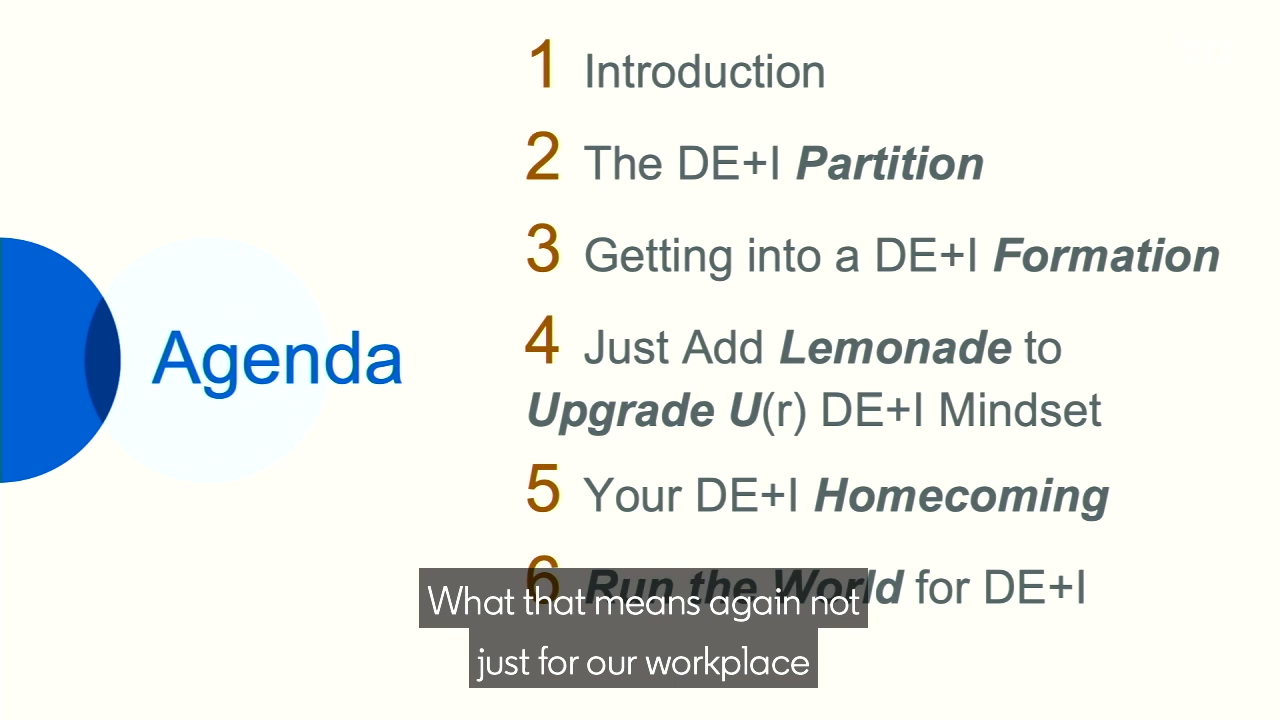 Agenda
1 Introduction
2 The DE+I Partition
3 Getting into a DE+I Formation
4 Just Add Lemonade to
Upgrade U(r) DE+I Mindset
5 Your DE+I Homecoming
6 Run the World for DE+I
What that means again not
just for our workplace